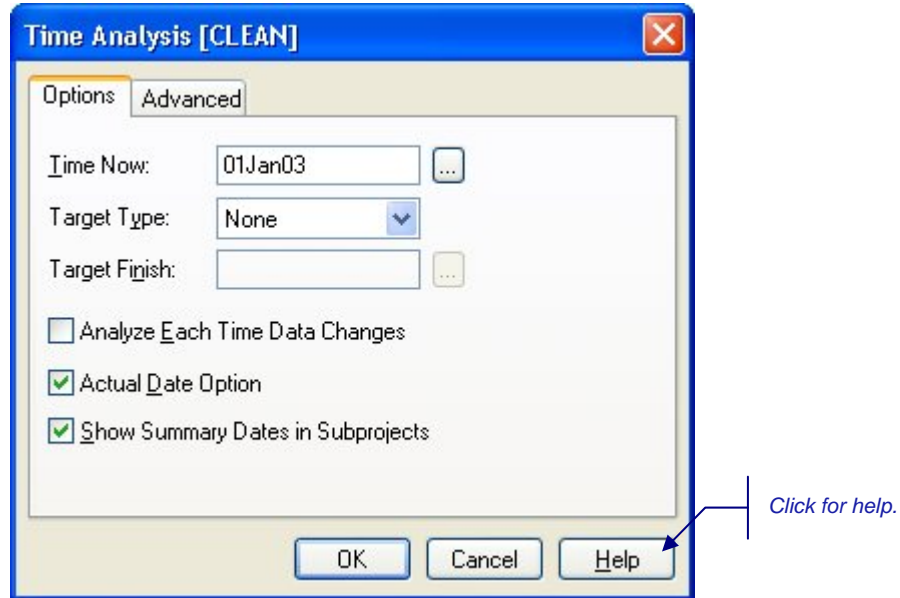 Time Analysis [CLEAN]
Options Advanced
Time Now: 01Jan03 ...
Target Type: None
Target Finish: ...
Analyze Each Time Data Changes
Actual Date Option
Show Summary Dates in Subprojects
Click for help.
OK Cancel Help